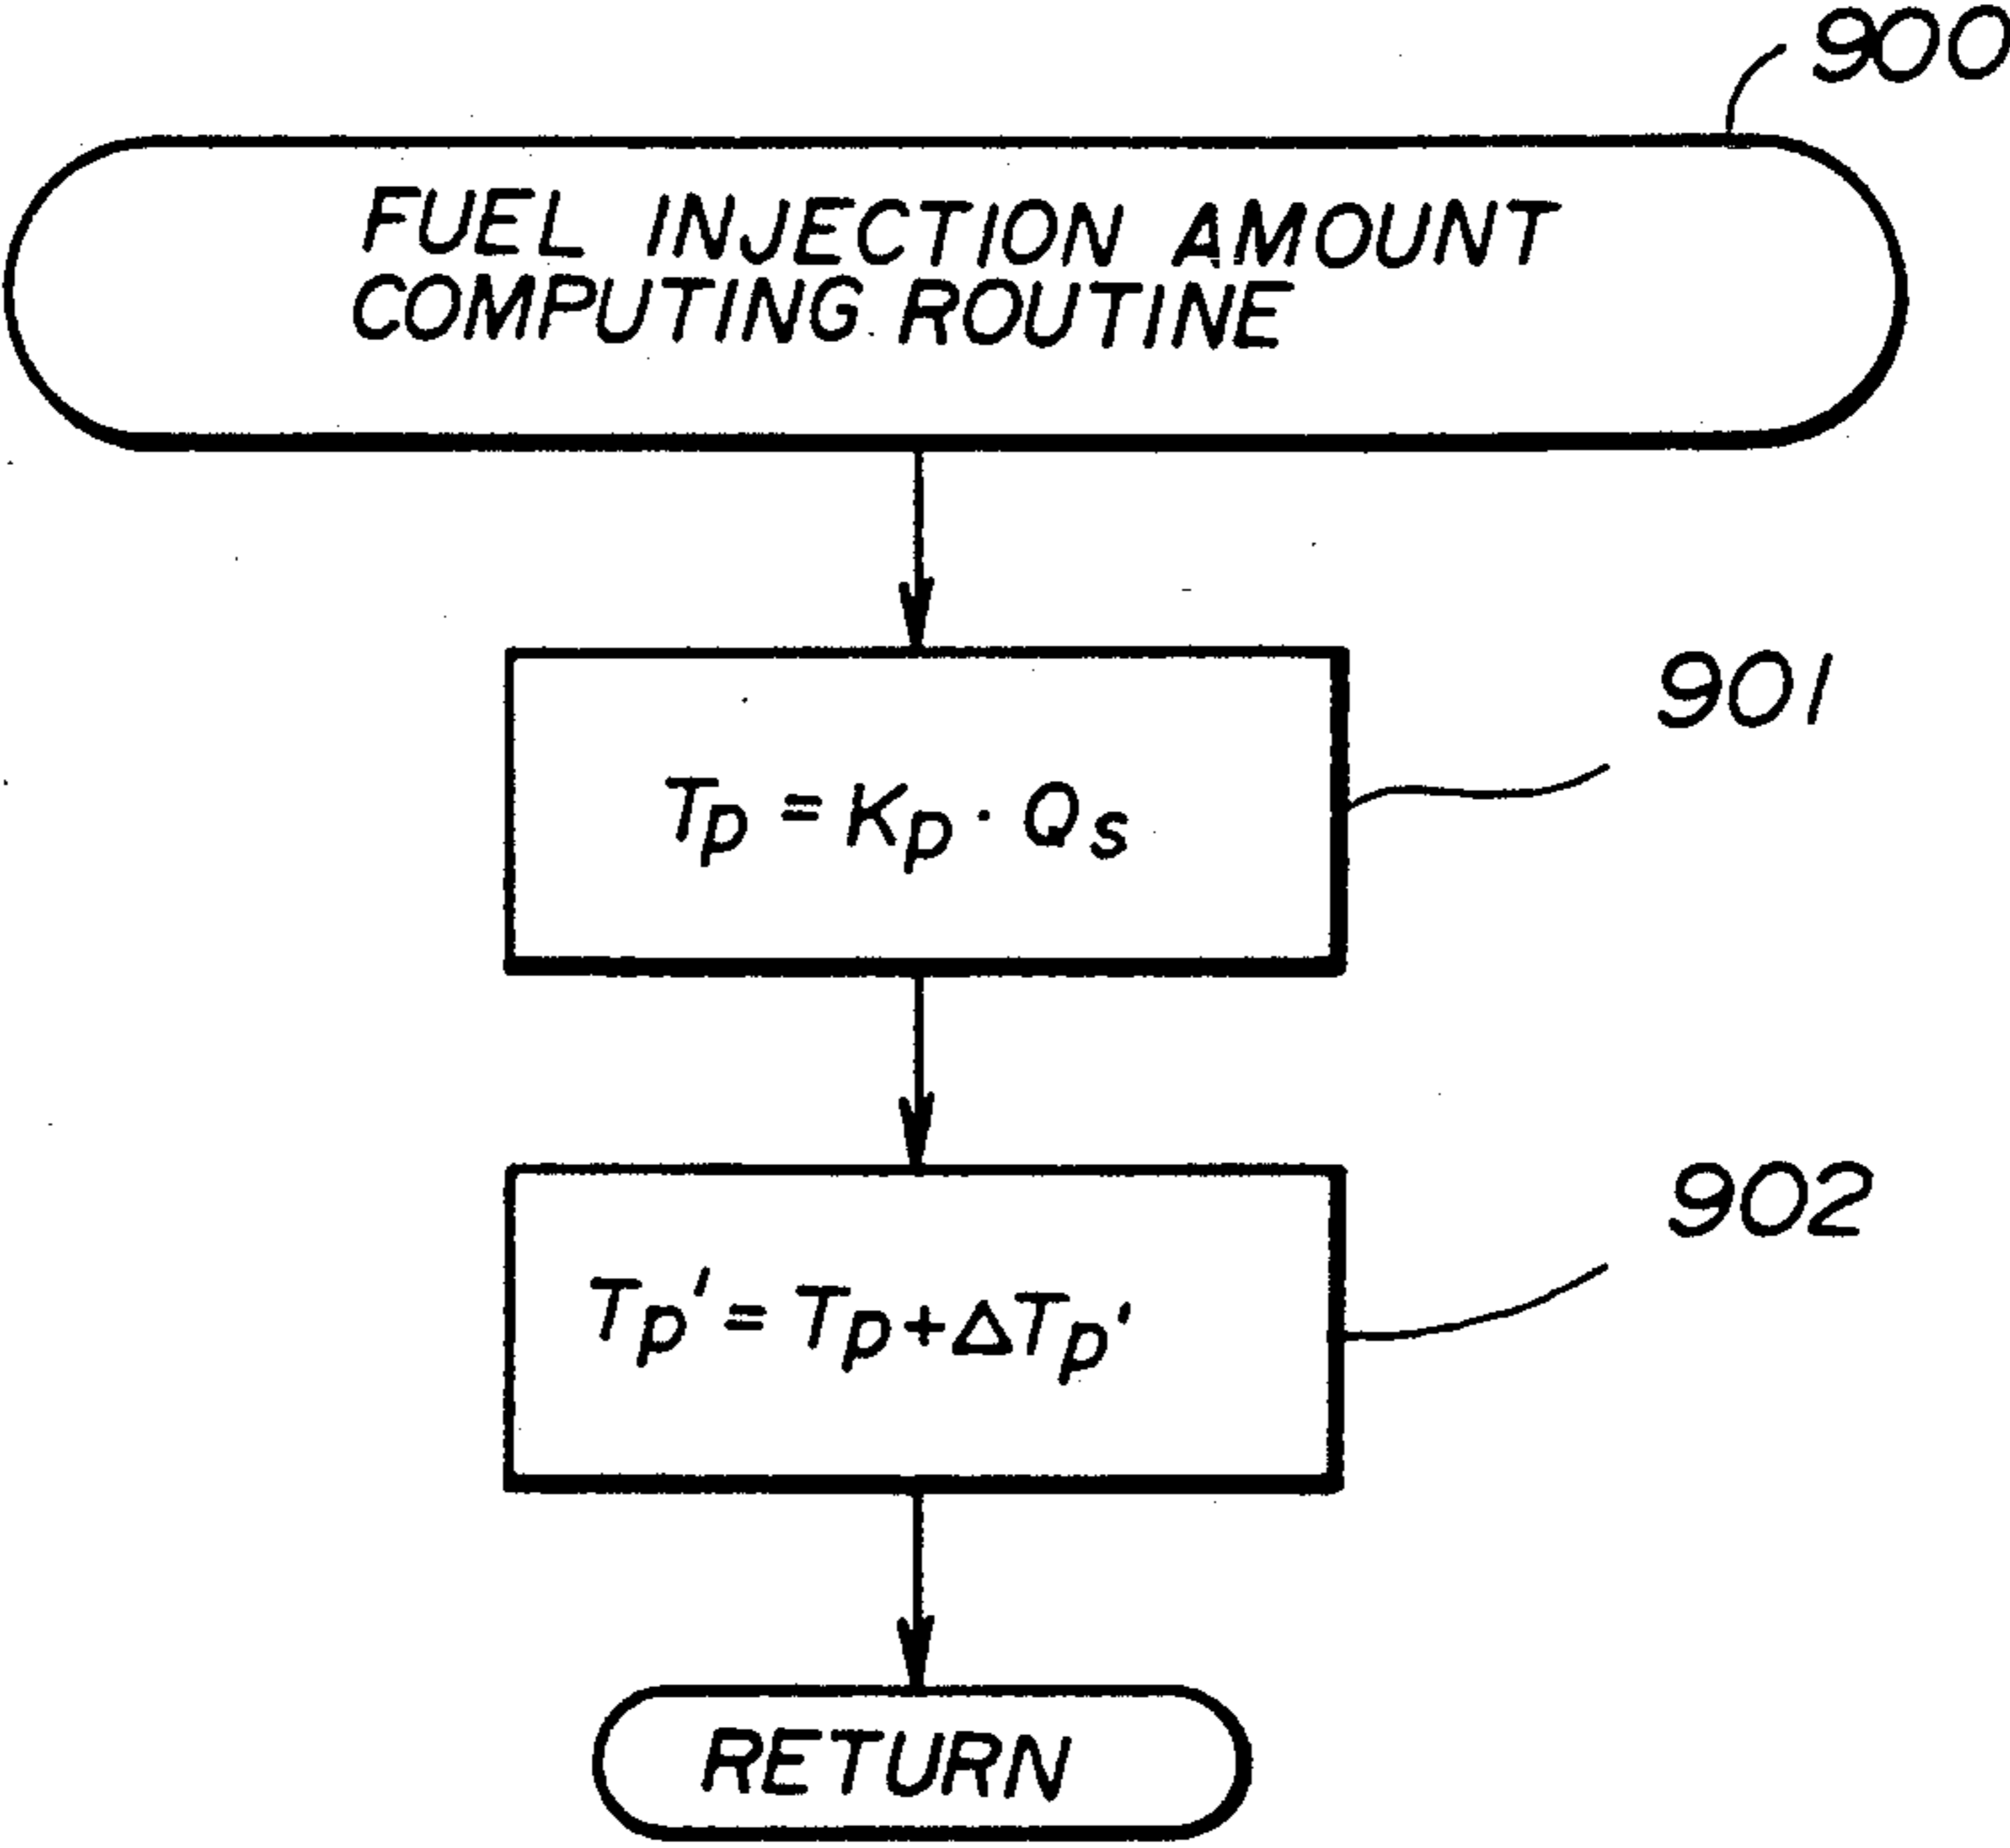 900
FUEL INJECTION AMOUNT
COMPUTING ROUTINE
901
Tp = Kp · Qs
902
Tp' = Tp + ΔTp'
RETURN